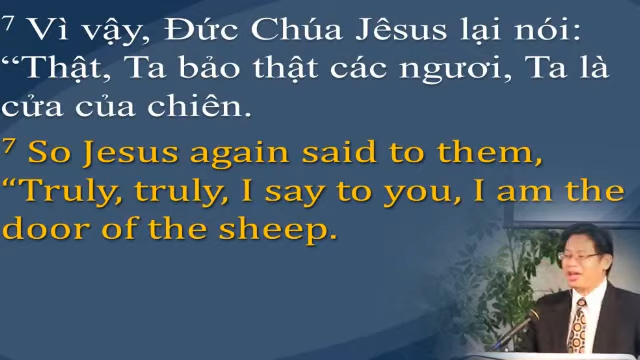 7 Vì vậy, Đức Chúa Jêsus lại nói:
“Thật, Ta bảo thật các ngươi, Ta là
cửa của chiên.
7 So Jesus again said to them,
“Truly, truly, I say to you, I am the
door of the sheep.